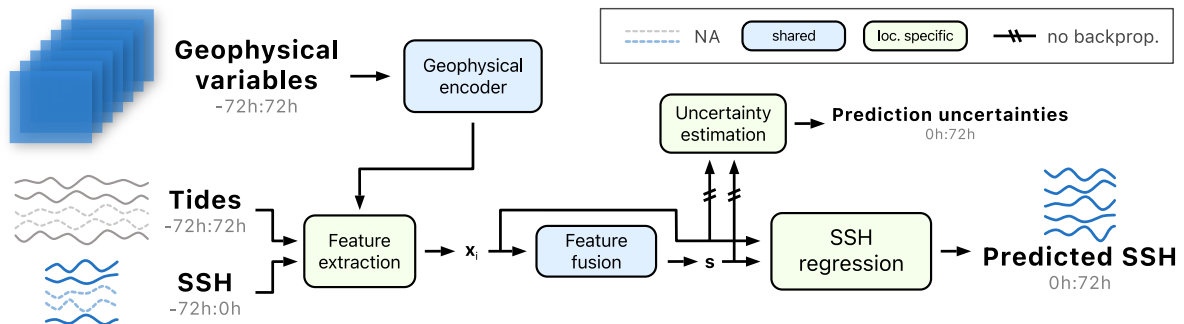 NA
shared
loc. specific
no backprop.
Geophysical
variables
-72h:72h
Geophysical
encoder
Uncertainty
estimation
Prediction uncertainties
0h:72h
Tides
-72h:72h
SSH
-72h:0h
Feature
extraction
xi
Feature
fusion
s
SSH
regression
Predicted SSH
0h:72h